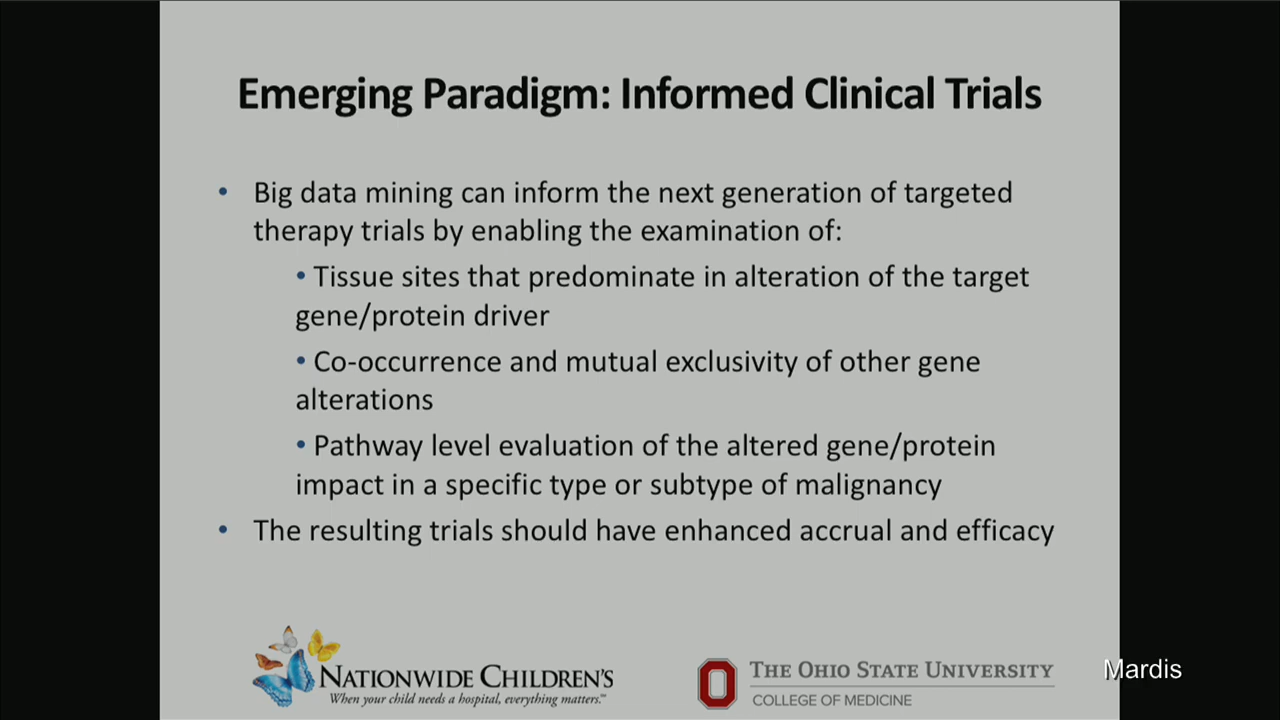 Emerging Paradigm: Informed Clinical Trials
• Big data mining can inform the next generation of targeted
therapy trials by enabling the examination of:
• Tissue sites that predominate in alteration of the target
gene/protein driver
• Co-occurrence and mutual exclusivity of other gene
alterations
• Pathway level evaluation of the altered gene/protein
impact in a specific type or subtype of malignancy
• The resulting trials should have enhanced accrual and efficacy
NATIONWIDE CHILDREN'S
When your child needs a hospital, everything matters.™
THE OHIO STATE UNIVERSITY
COLLEGE OF MEDICINE
Mardis